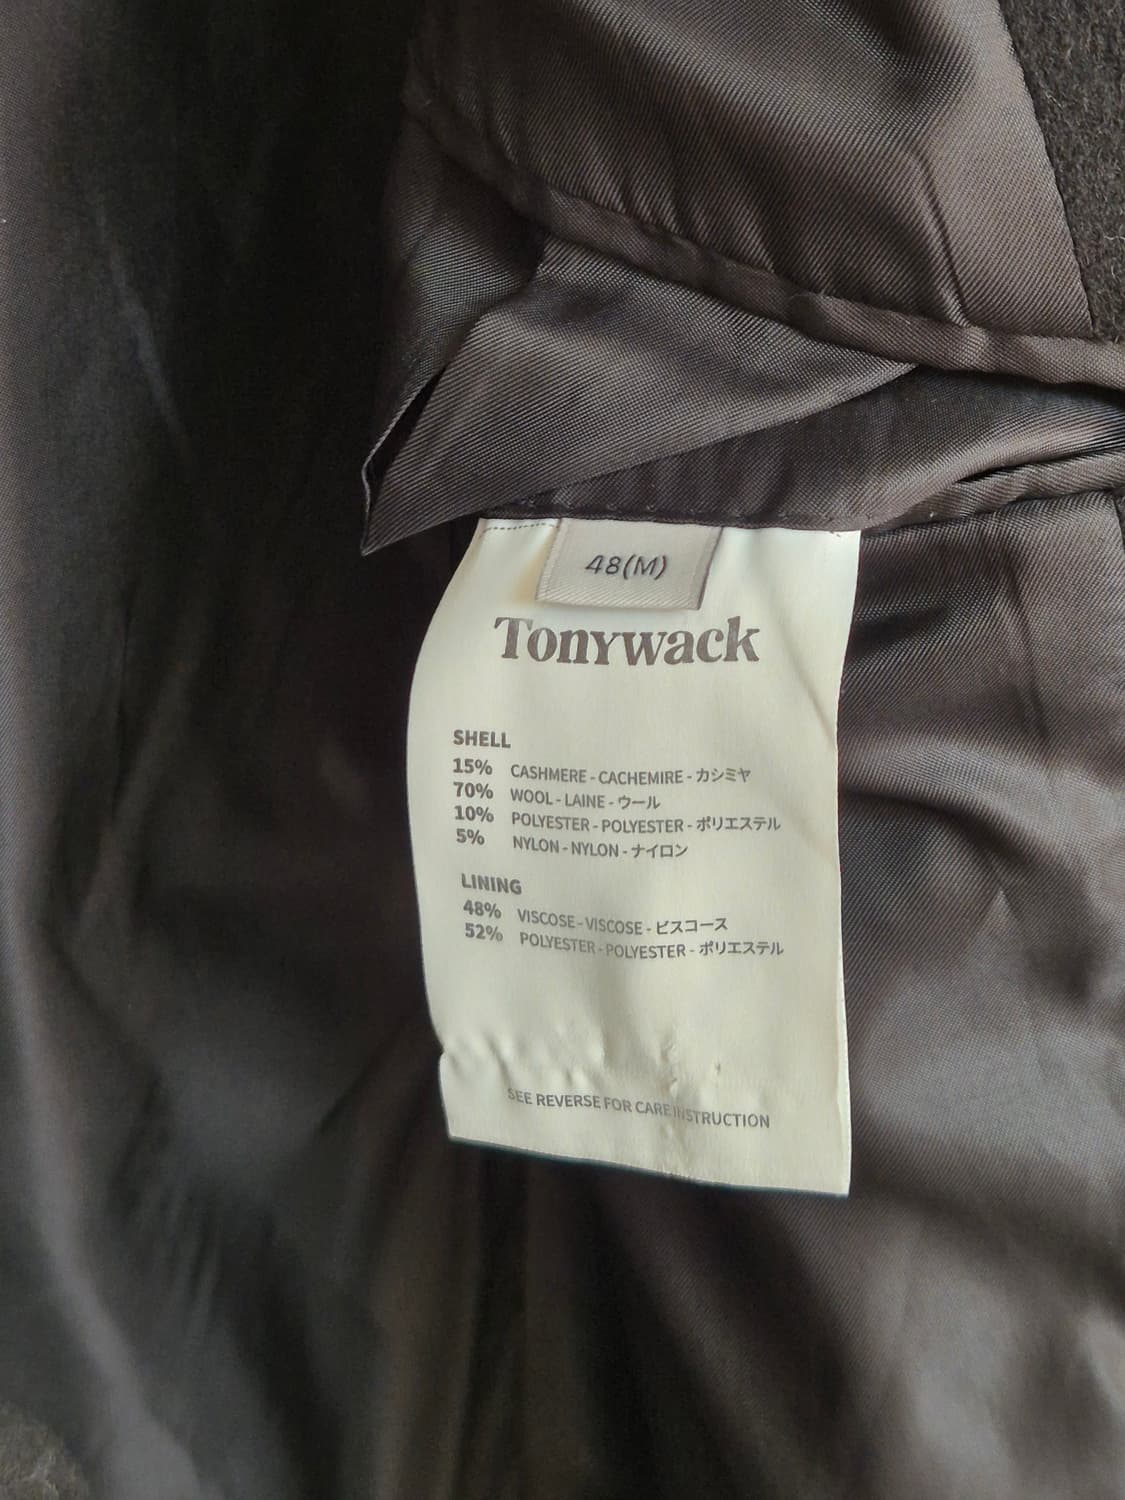 48(M)
Tonywack
SHELL
15% CASHMERE - CACHEMIRE - カシミヤ
70% WOOL - LAINE - ウール
10% POLYESTER - POLYESTER - ポリエステル
5% NYLON - NYLON - ナイロン
LINING
48% VISCOSE - VISCOSE - ビスコース
52% POLYESTER - POLYESTER - ポリエステル
SEE REVERSE FOR CARE INSTRUCTION